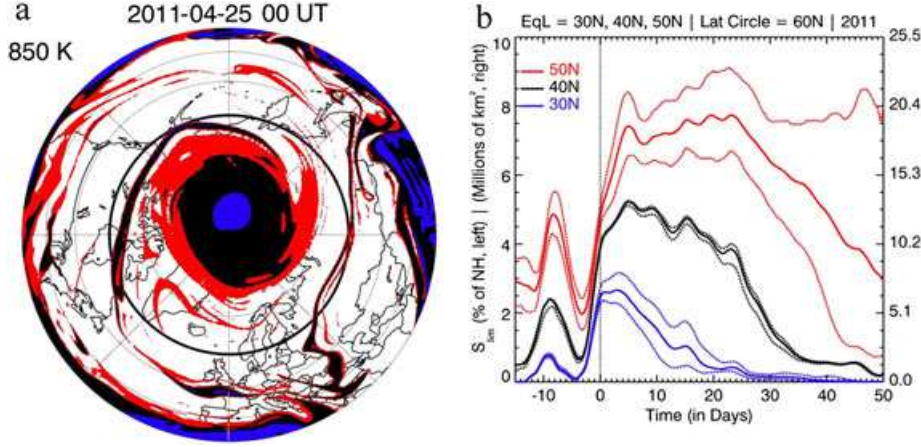 a
2011-04-25 00 UT
850 K
b
EqL = 30N, 40N, 50N | Lat Circle = 60N | 2011
50N
40N
30N
10
8
6
4
2
0
25.5
20.4
15.3
10.2
5.1
0.0
S_lim (% of NH, left) | (Millions of km², right)
-10 0 10 20 30 40 50
Time (in Days)